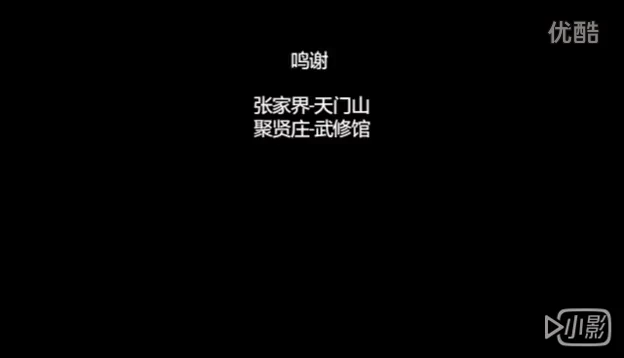 优酷
鸣谢
张家界-天门山
聚贤庄-武修馆
小影